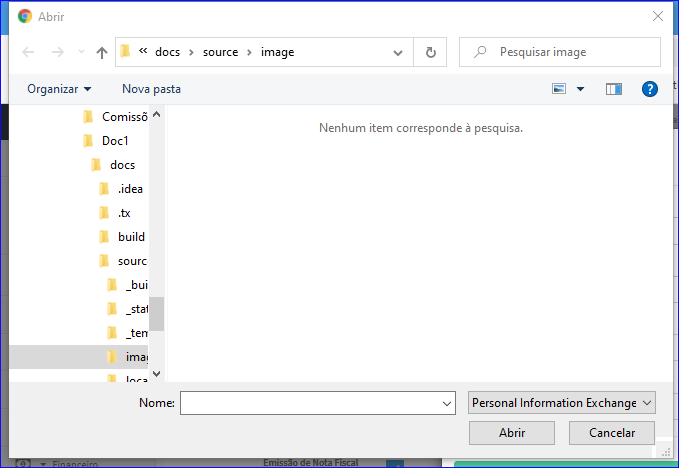 Abrir
docs
source
image
Pesquisar image
Organizar
Nova pasta
Comissõ
Doc1
docs
.idea
.tx
build
sourc
_bui
_stat
_tem
imag
loca
Nenhum item corresponde à pesquisa.
Nome:
Personal Information Exchange
Abrir
Cancelar
Financeiro
Emissão de Nota Fiscal